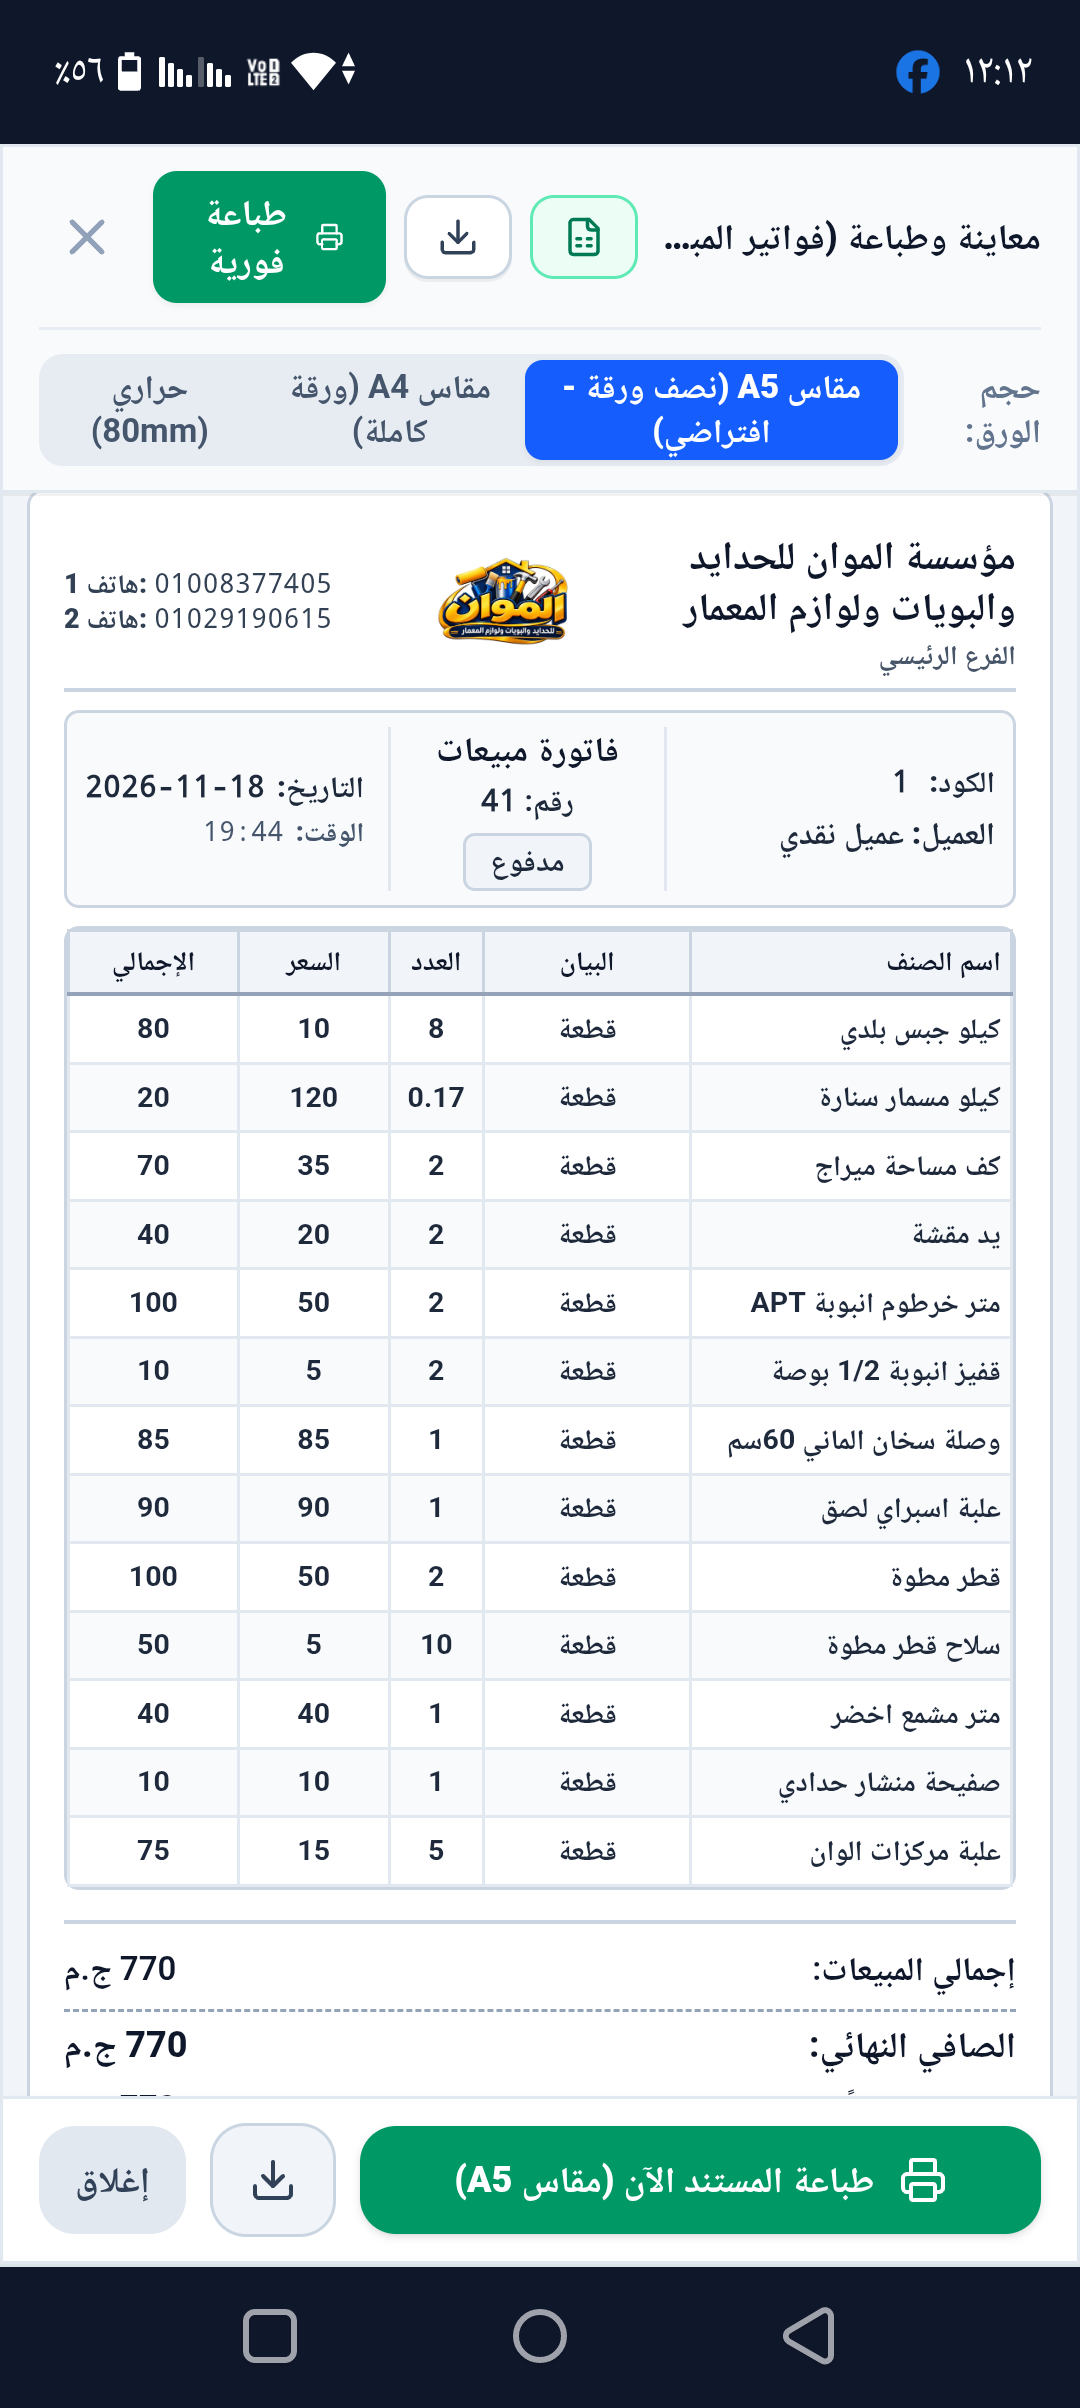 ١٢:١٢
٥٦٪
معاينة وطباعة (فواتير المبـ...
طباعة فورية
حجم الورق:
مقاس A5 (نصف ورقة - افتراضي)
مقاس A4 (ورقة كاملة)
حراري (80mm)
مؤسسة الموان للحدايد
والبويات ولوازم المعمار
الفرع الرئيسي
الموان
للحدايد والبويات ولوازم المعمار
هاتف 1: 01008377405
هاتف 2: 01029190615
الكود: 1
العميل: عميل نقدي
فاتورة مبيعات
رقم: 41
مدفوع
التاريخ: 18-11-2026
الوقت: 19:44
اسم الصنف البيان العدد السعر الإجمالي
كيلو جبس بلدي قطعة 8 10 80
كيلو مسمار سنارة قطعة 0.17 120 20
كف مساحة ميراج قطعة 2 35 70
يد مقشة قطعة 2 20 40
متر خرطوم انبوبة APT قطعة 2 50 100
قفيز انبوبة 1/2 بوصة قطعة 2 5 10
وصلة سخان الماني 60سم قطعة 1 85 85
علبة اسبراي لصق قطعة 1 90 90
قطر مطوة قطعة 2 50 100
سلاح قطر مطوة قطعة 10 5 50
متر مشمع اخضر قطعة 1 40 40
صفيحة منشار حدادي قطعة 1 10 10
علبة مركزات الوان قطعة 5 15 75
إجمالي المبيعات: 770 ج.م
الصافي النهائي: 770 ج.م
طباعة المستند الآن (مقاس A5)
إغلاق